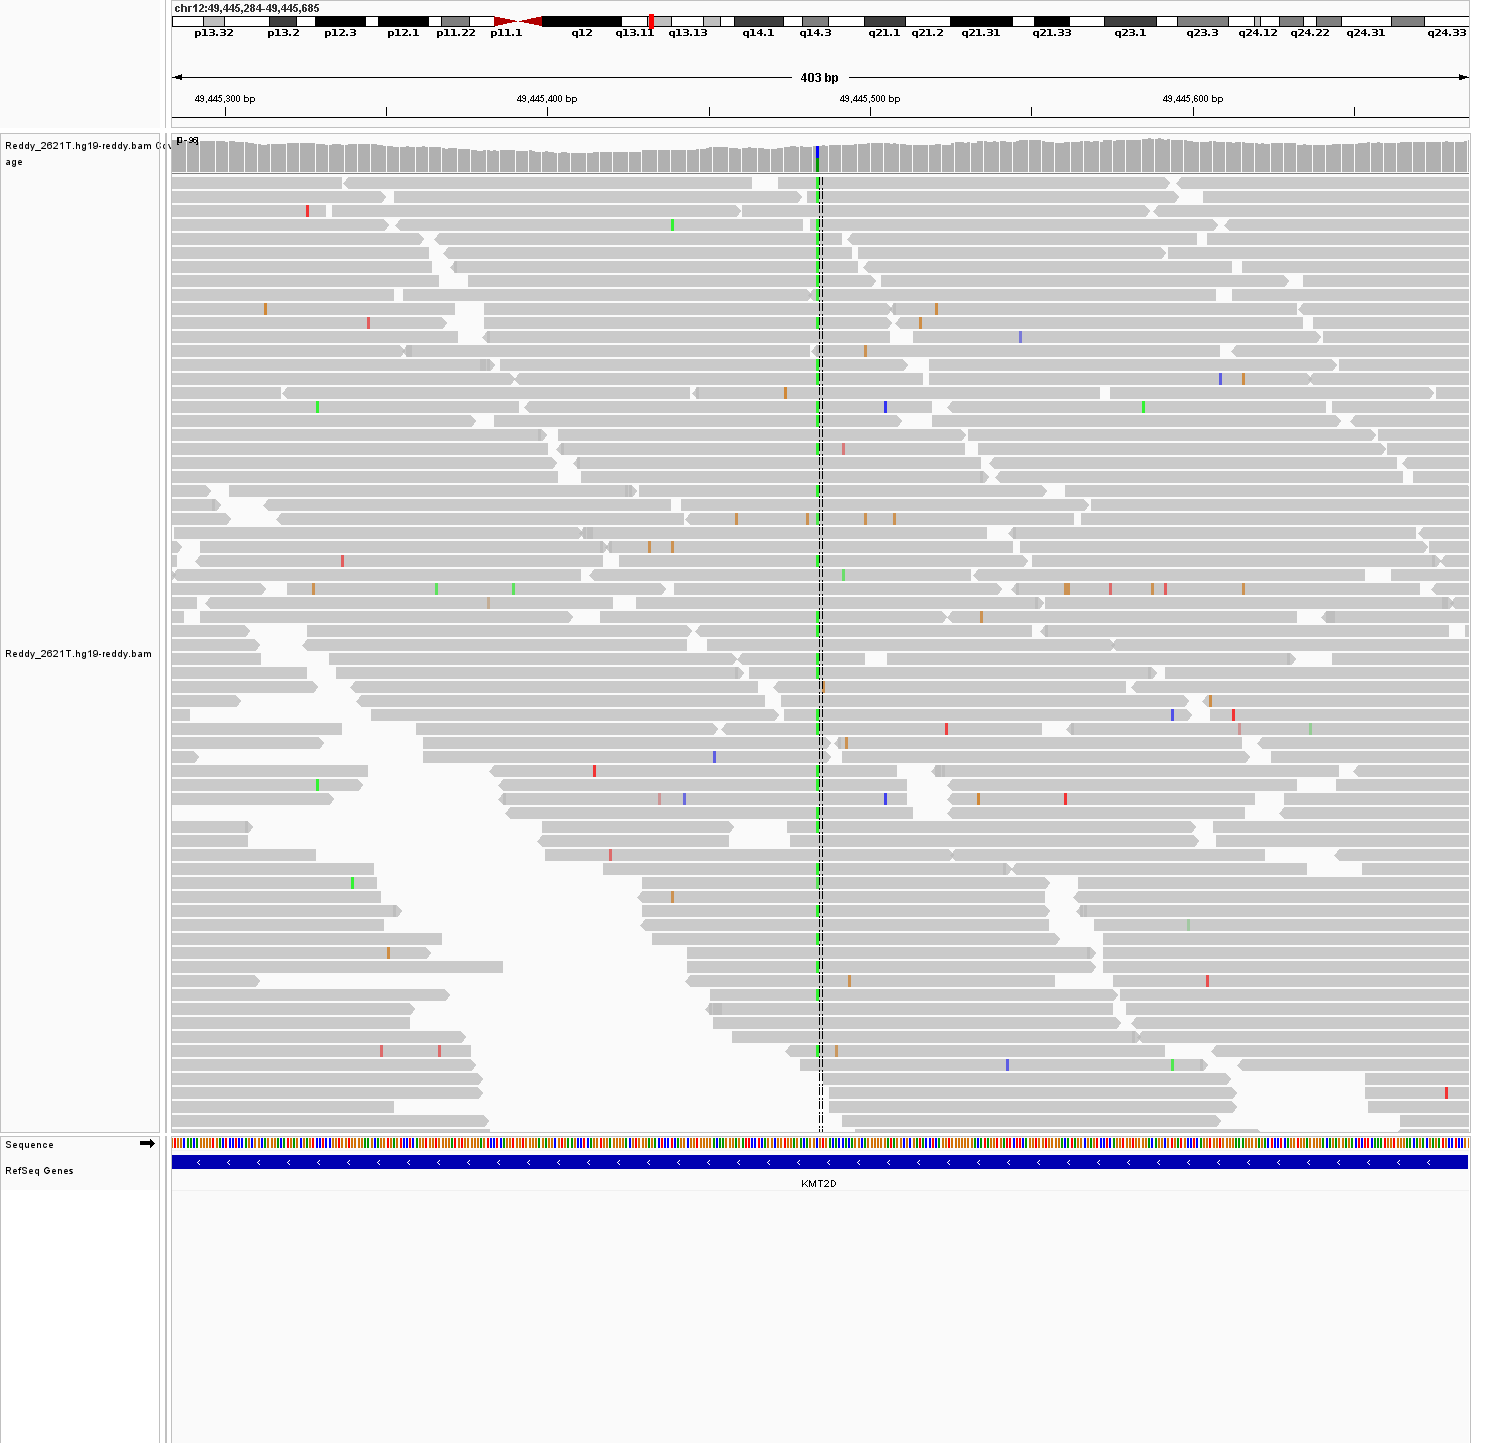 chr12:49,445,284-49,445,685
p13.32 p13.2 p12.3 p12.1 p11.22 p11.1 q12 q13.11 q13.13 q14.1 q14.3 q21.1 q21.2 q21.31 q21.33 q23.1 q23.3 q24.12 q24.22 q24.31 q24.33
403 bp
49,445,300 bp 49,445,400 bp 49,445,500 bp 49,445,600 bp
Reddy_2621T.hg19-reddy.bam Cov
age
Reddy_2621T.hg19-reddy.bam
Sequence
RefSeq Genes
KMT2D